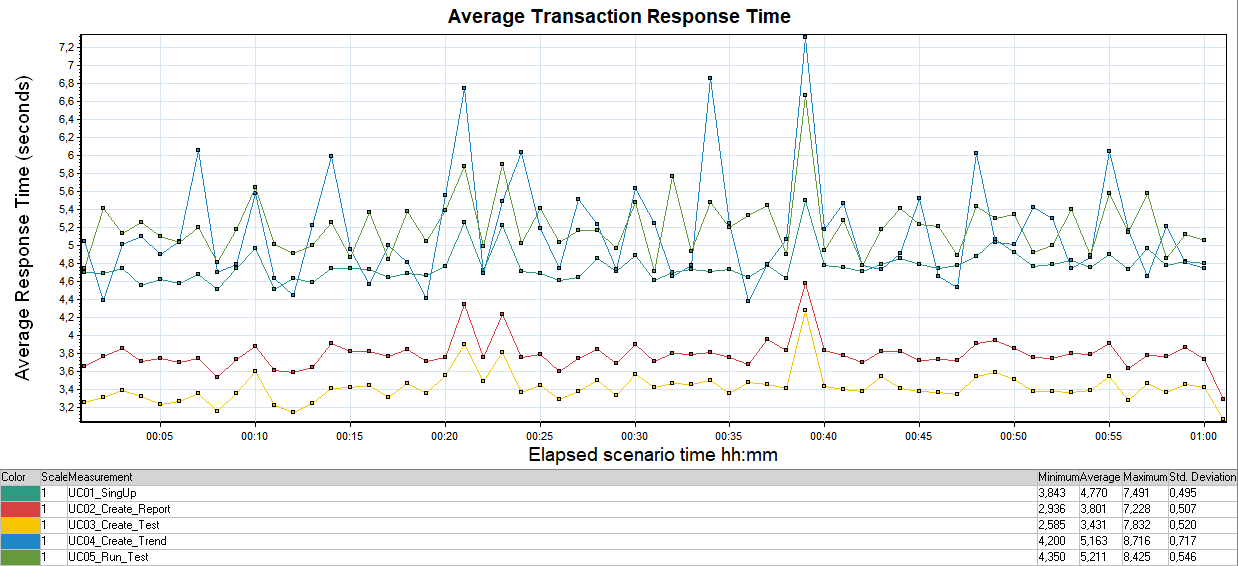 Average Transaction Response Time
Average Response Time (seconds)
7,2
7
6,8
6,6
6,4
6,2
6
5,8
5,6
5,4
5,2
5
4,8
4,6
4,4
4,2
4
3,8
3,6
3,4
3,2
00:05 00:10 00:15 00:20 00:25 00:30 00:35 00:40 00:45 00:50 00:55 01:00
Elapsed scenario time hh:mm
Color Scale Measurement Minimum Average Maximum Std. Deviation
1 UC01_SingUp 3,843 4,770 7,491 0,495
1 UC02_Create_Report 2,936 3,801 7,228 0,507
1 UC03_Create_Test 2,585 3,431 7,832 0,520
1 UC04_Create_Trend 4,200 5,163 8,716 0,717
1 UC05_Run_Test 4,350 5,211 8,425 0,546